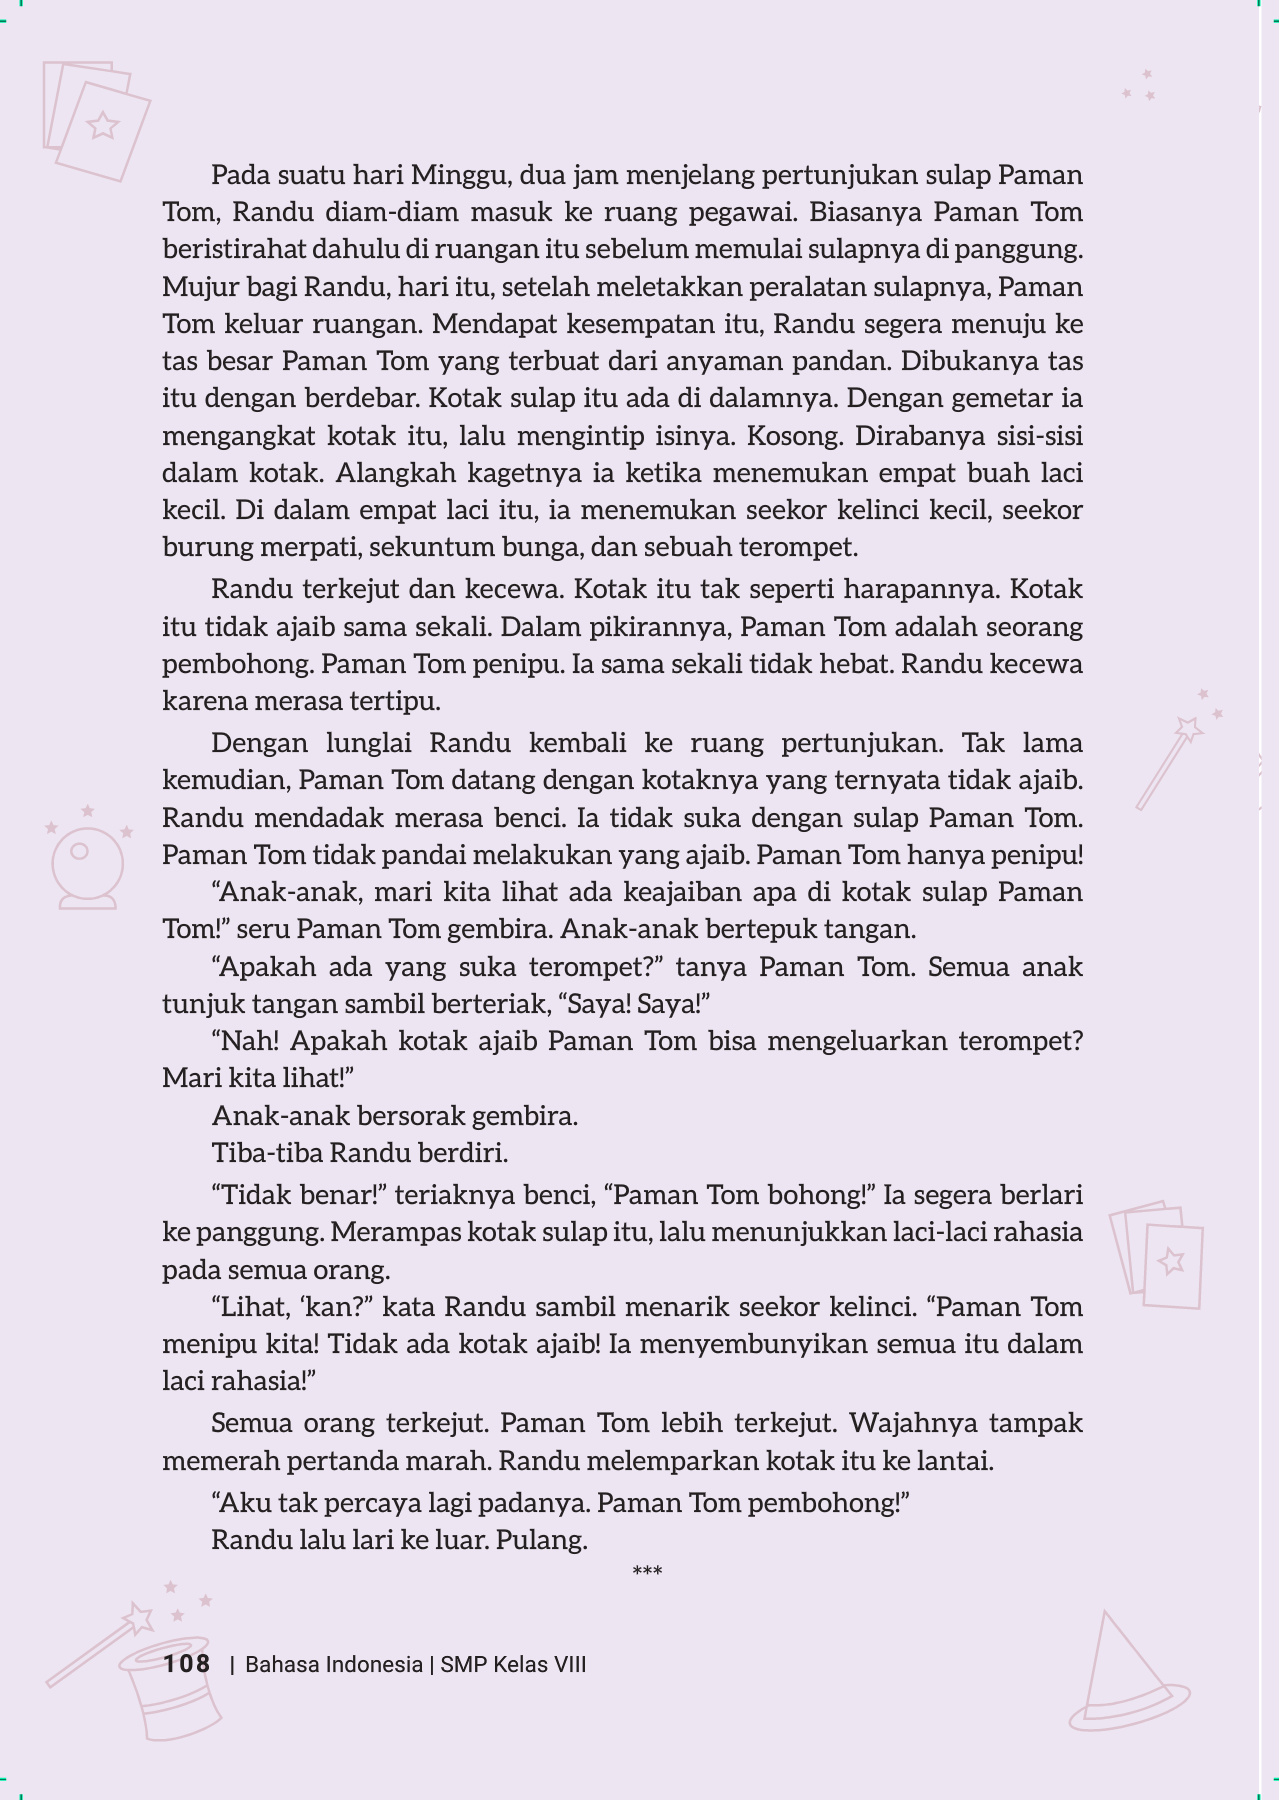 Pada suatu hari Minggu, dua jam menjelang pertunjukan sulap Paman
Tom, Randu diam-diam masuk ke ruang pegawai. Biasanya Paman Tom
beristirahat dahulu di ruangan itu sebelum memulai sulapnya di panggung.
Mujur bagi Randu, hari itu, setelah meletakkan peralatan sulapnya, Paman
Tom keluar ruangan. Mendapat kesempatan itu, Randu segera menuju ke
tas besar Paman Tom yang terbuat dari anyaman pandan. Dibukanya tas
itu dengan berdebar. Kotak sulap itu ada di dalamnya. Dengan gemetar ia
mengangkat kotak itu, lalu mengintip isinya. Kosong. Dirabanya sisi-sisi
dalam kotak. Alangkah kagetnya ia ketika menemukan empat buah laci
kecil. Di dalam empat laci itu, ia menemukan seekor kelinci kecil, seekor
burung merpati, sekuntum bunga, dan sebuah terompet.
Randu terkejut dan kecewa. Kotak itu tak seperti harapannya. Kotak
itu tidak ajaib sama sekali. Dalam pikirannya, Paman Tom adalah seorang
pembohong. Paman Tom penipu. Ia sama sekali tidak hebat. Randu kecewa
karena merasa tertipu.
Dengan lunglai Randu kembali ke ruang pertunjukan. Tak lama
kemudian, Paman Tom datang dengan kotaknya yang ternyata tidak ajaib.
Randu mendadak merasa benci. Ia tidak suka dengan sulap Paman Tom.
Paman Tom tidak pandai melakukan yang ajaib. Paman Tom hanya penipu!
“Anak-anak, mari kita lihat ada keajaiban apa di kotak sulap Paman
Tom!” seru Paman Tom gembira. Anak-anak bertepuk tangan.
“Apakah ada yang suka terompet?” tanya Paman Tom. Semua anak
tunjuk tangan sambil berteriak, “Saya! Saya!”
“Nah! Apakah kotak ajaib Paman Tom bisa mengeluarkan terompet?
Mari kita lihat!”
Anak-anak bersorak gembira.
Tiba-tiba Randu berdiri.
“Tidak benar!” teriaknya benci, “Paman Tom bohong!” Ia segera berlari
ke panggung. Merampas kotak sulap itu, lalu menunjukkan laci-laci rahasia
pada semua orang.
“Lihat, ‘kan?” kata Randu sambil menarik seekor kelinci. “Paman Tom
menipu kita! Tidak ada kotak ajaib! Ia menyembunyikan semua itu dalam
laci rahasia!”
Semua orang terkejut. Paman Tom lebih terkejut. Wajahnya tampak
memerah pertanda marah. Randu melemparkan kotak itu ke lantai.
“Aku tak percaya lagi padanya. Paman Tom pembohong!”
Randu lalu lari ke luar. Pulang.
***
108 | Bahasa Indonesia | SMP Kelas VIII